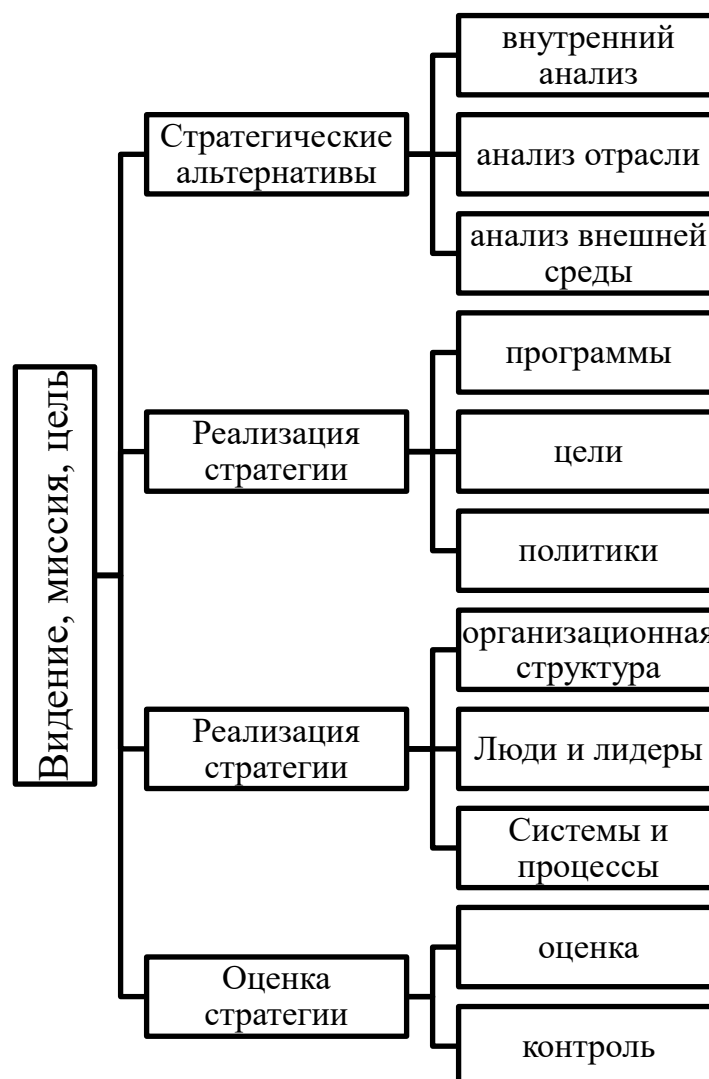 Видение, миссия, цель
Стратегические
альтернативы
внутренний
анализ
анализ отрасли
анализ внешней
среды
Реализация
стратегии
программы
цели
политики
Реализация
стратегии
организационная
структура
Люди и лидеры
Системы и
процессы
Оценка
стратегии
оценка
контроль